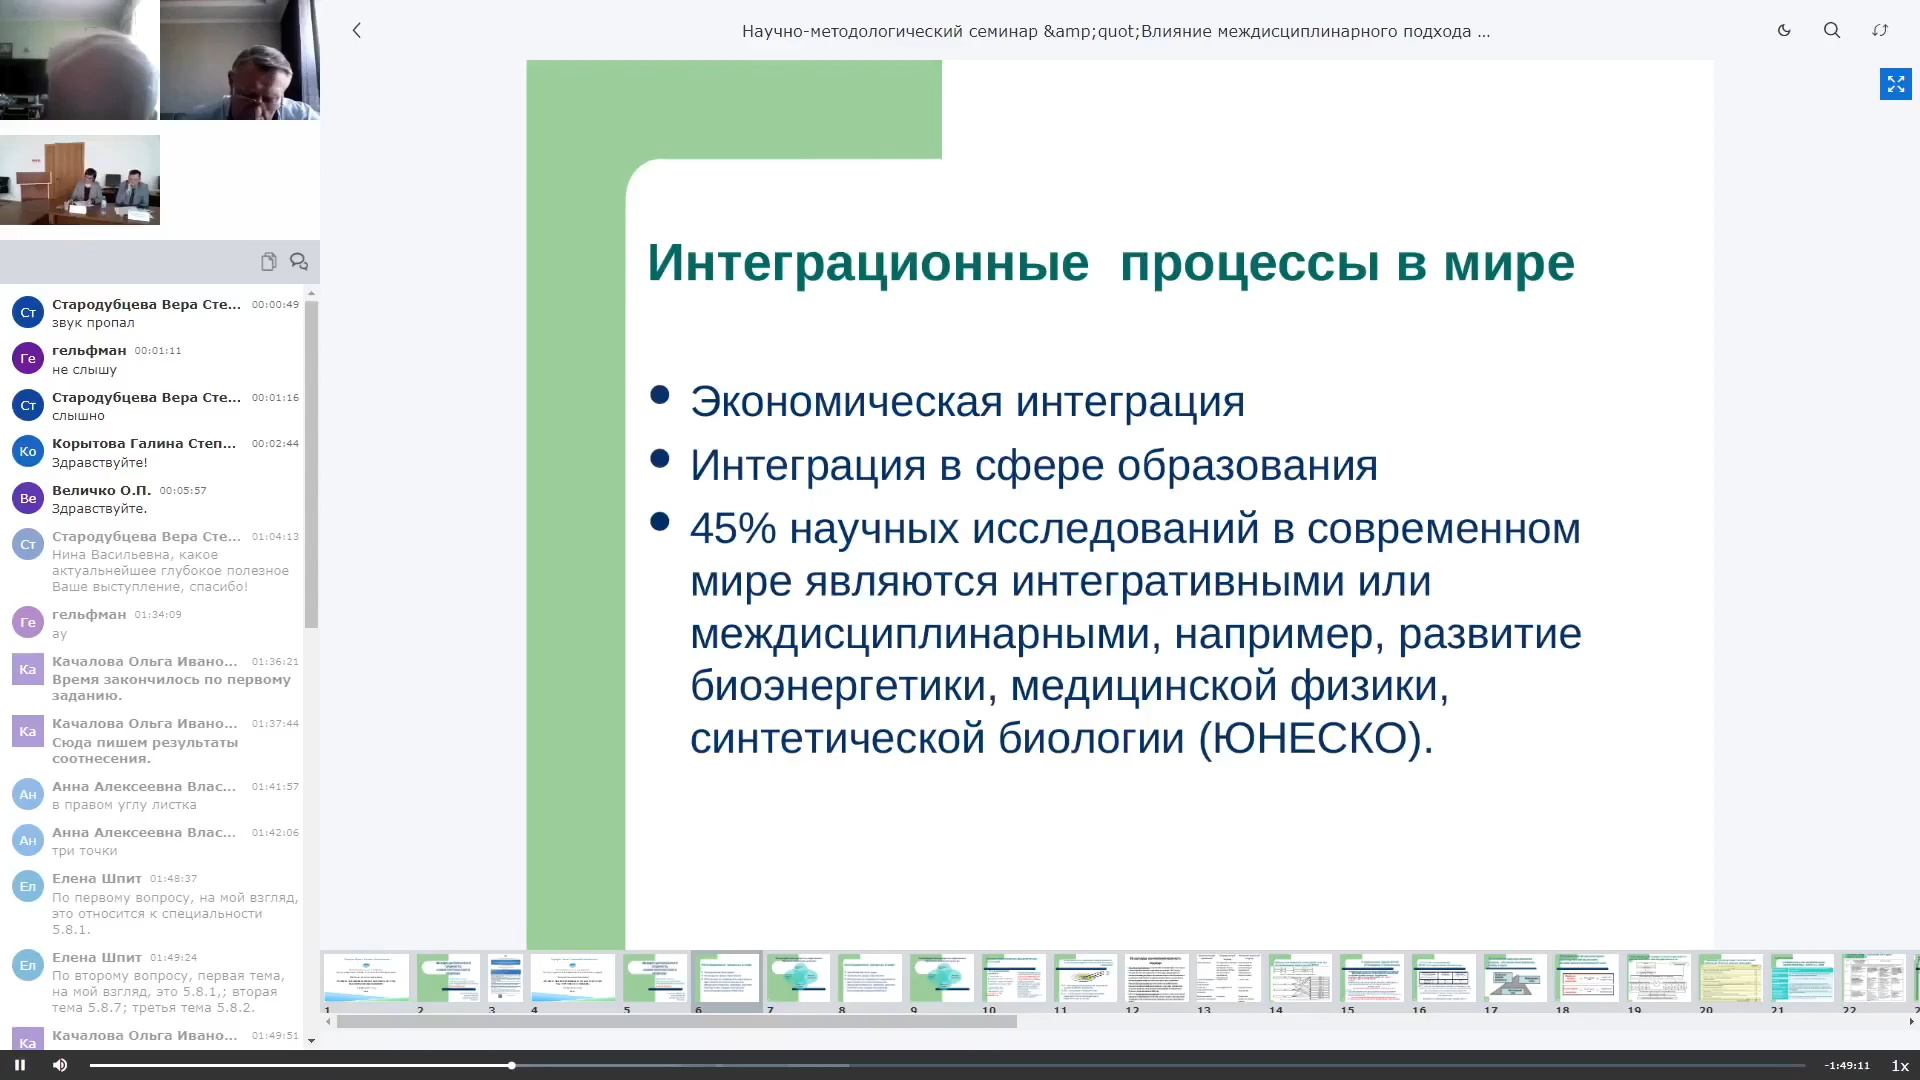 Научно-методологический семинар &amp;quot;Влияние междисциплинарного подхода ...
Интеграционные процессы в мире
Экономическая интеграция
Интеграция в сфере образования
45% научных исследований в современном
мире являются интегративными или
междисциплинарными, например, развитие
биоэнергетики, медицинской физики,
синтетической биологии (ЮНЕСКО).
Ст
Стародубцева Вера Сте... 00:00:49
звук пропал
Ге
гельфман 00:01:11
не слышу
Ст
Стародубцева Вера Сте... 00:01:16
слышно
Ко
Корытова Галина Степ... 00:02:44
Здравствуйте!
Ве
Величко О.П. 00:05:57
Здравствуйте.
Ст
Стародубцева Вера Сте... 01:04:13
Нина Васильевна, какое
актуальнейшее глубокое полезное
Ваше выступление, спасибо!
Ге
гельфман 01:34:09
ау
Ка
Качалова Ольга Ивано... 01:36:21
Время закончилось по первому
заданию.
Ка
Качалова Ольга Ивано... 01:37:44
Сюда пишем результаты
соотнесения.
Ан
Анна Алексеевна Влас... 01:41:57
в правом углу листка
Ан
Анна Алексеевна Влас... 01:42:06
три точки
Ел
Елена Шпит 01:48:37
По первому вопросу, на мой взгляд,
это относится к специальности
5.8.1.
Ел
Елена Шпит 01:49:24
По второму вопросу, первая тема,
на мой взгляд, это 5.8.1,; вторая
тема 5.8.7; третья тема 5.8.2.
Ка
Качалова Ольга Ивано... 01:49:51
1 2 3 4 5 6 7 8 9 10 11 12 13 14 15 16 17 18 19 20 21 22
-1:49:11 1x